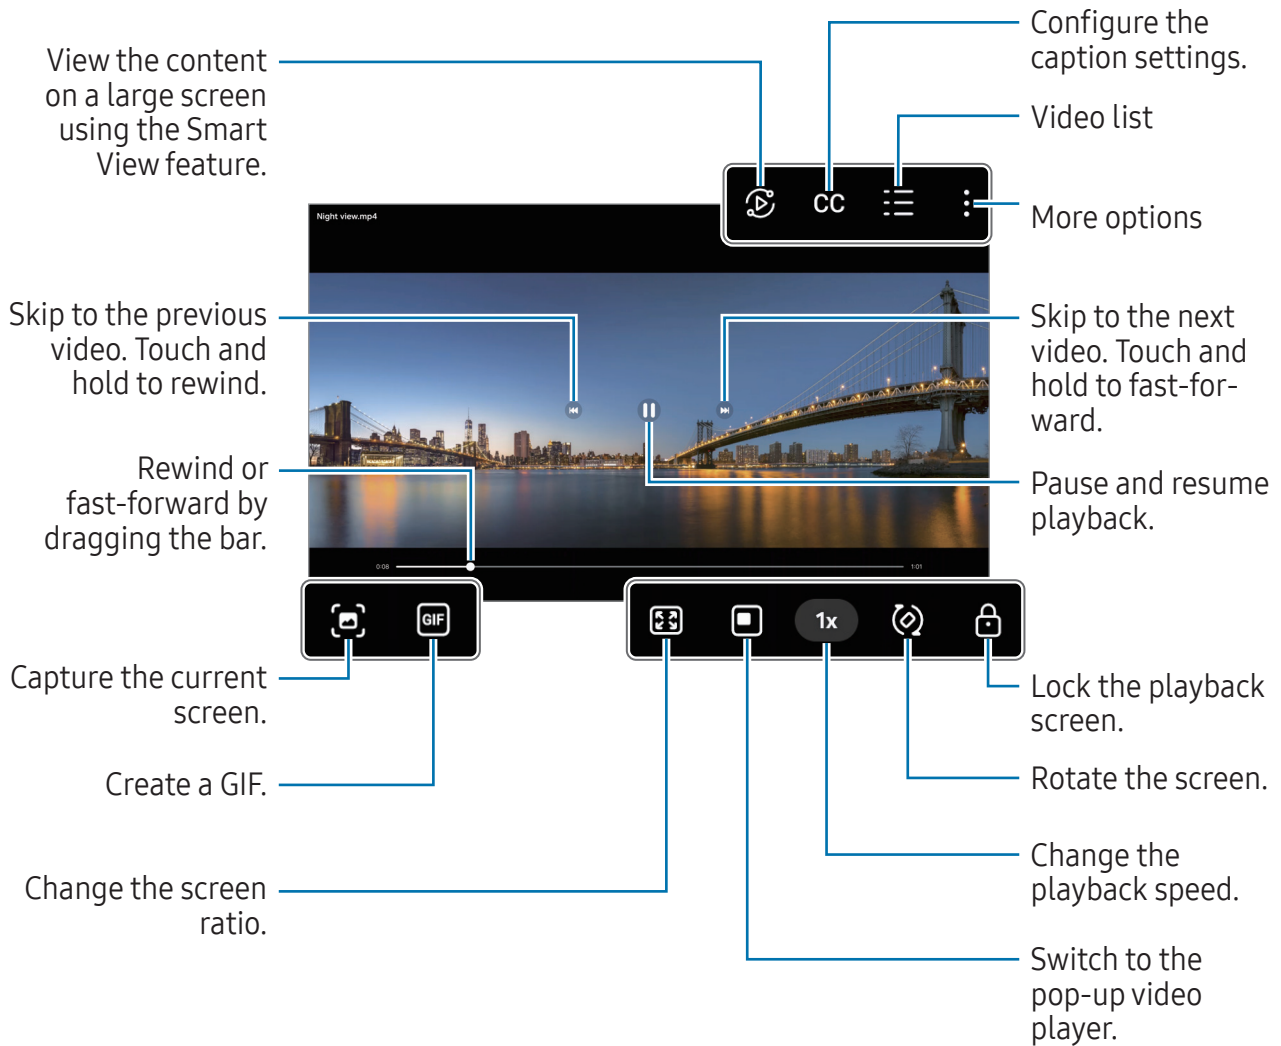 Configure the
caption settings.
View the content
on a large screen
using the Smart
View feature.
Video list
CC
More options
Night view.mp4
Skip to the previous
video. Touch and
hold to rewind.
Skip to the next
video. Touch and
hold to fast-for-
ward.
Rewind or
fast-forward by
dragging the bar.
Pause and resume
playback.
0:08
1:01
GIF
1x
Capture the current
screen.
Lock the playback
screen.
Create a GIF.
Rotate the screen.
Change the screen
ratio.
Change the
playback speed.
Switch to the
pop-up video
player.